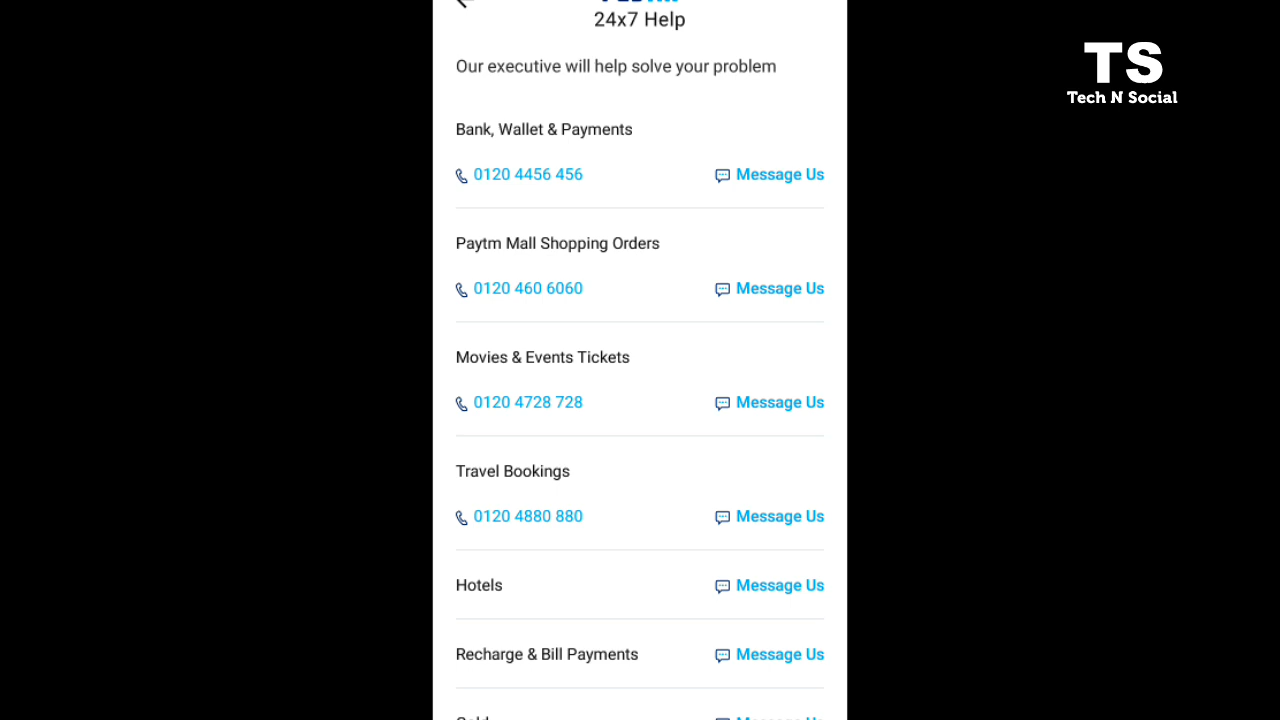 24x7 Help
Our executive will help solve your problem
TS
Tech N Social
Bank, Wallet & Payments
0120 4456 456 Message Us
Paytm Mall Shopping Orders
0120 460 6060 Message Us
Movies & Events Tickets
0120 4728 728 Message Us
Travel Bookings
0120 4880 880 Message Us
Hotels Message Us
Recharge & Bill Payments Message Us